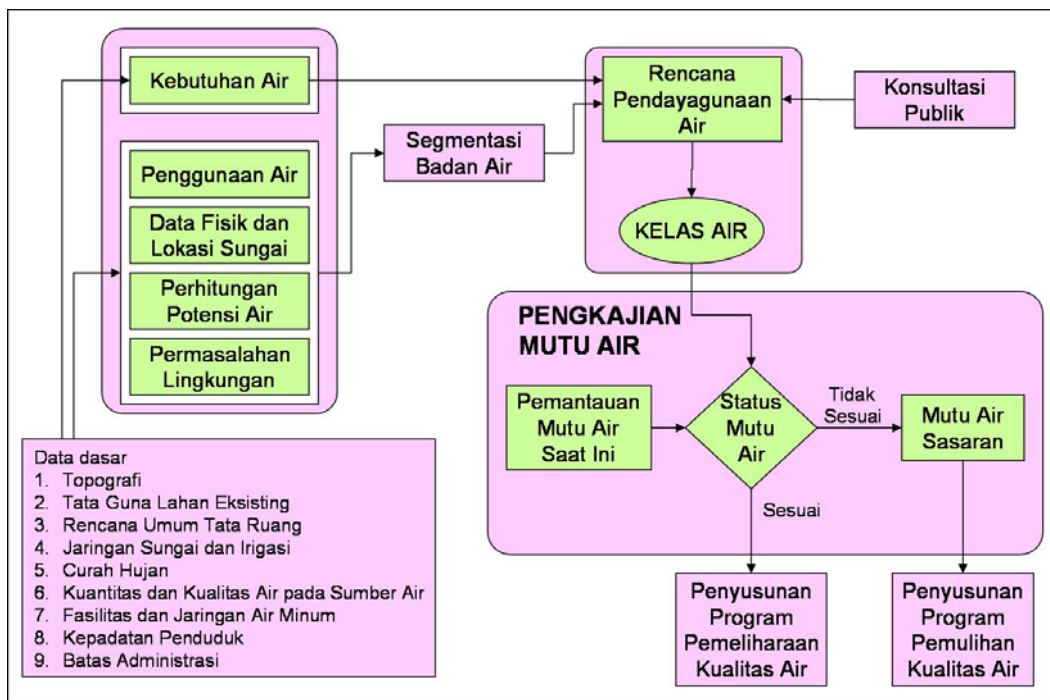 Kebutuhan Air
Penggunaan Air
Data Fisik dan
Lokasi Sungai
Perhitungan
Potensi Air
Permasalahan
Lingkungan
Segmentasi
Badan Air
Rencana
Pendayagunaan
Air
KELAS AIR
Konsultasi
Publik
PENGKAJIAN
MUTU AIR
Pemantauan
Mutu Air
Saat Ini
Status
Mutu
Air
Tidak
Sesuai
Mutu Air
Sasaran
Sesuai
Data dasar
1. Topografi
2. Tata Guna Lahan Eksisting
3. Rencana Umum Tata Ruang
4. Jaringan Sungai dan Irigasi
5. Curah Hujan
6. Kuantitas dan Kualitas Air pada Sumber Air
7. Fasilitas dan Jaringan Air Minum
8. Kepadatan Penduduk
9. Batas Administrasi
Penyusunan
Program
Pemeliharaan
Kualitas Air
Penyusunan
Program
Pemulihan
Kualitas Air